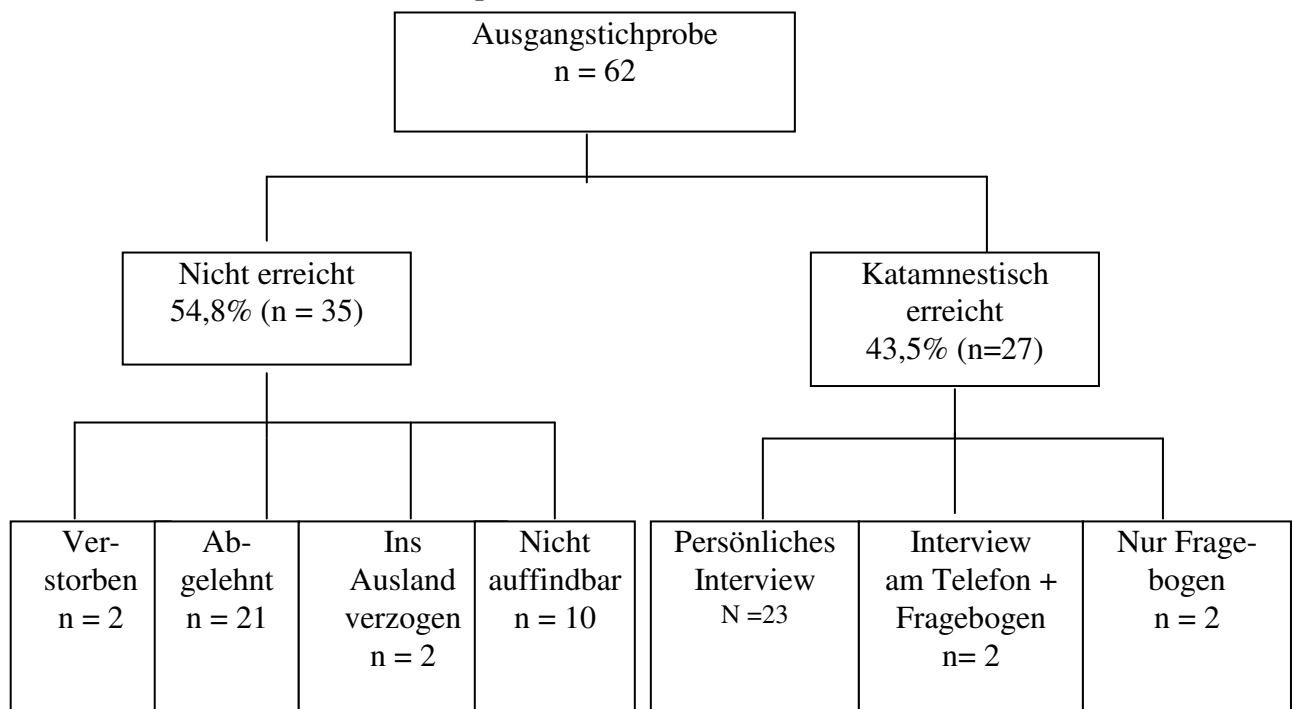 Ausgangstichprobe
n = 62
Nicht erreicht
54,8% (n = 35)
Katamnestisch
erreicht
43,5% (n=27)
Ver-
storben
n = 2
Ab-
gelehnt
n = 21
Ins
Ausland
verzogen
n = 2
Nicht
auffindbar
n = 10
Persönliches
Interview
N =23
Interview
am Telefon +
Fragebogen
n= 2
Nur Frage-
bogen
n = 2